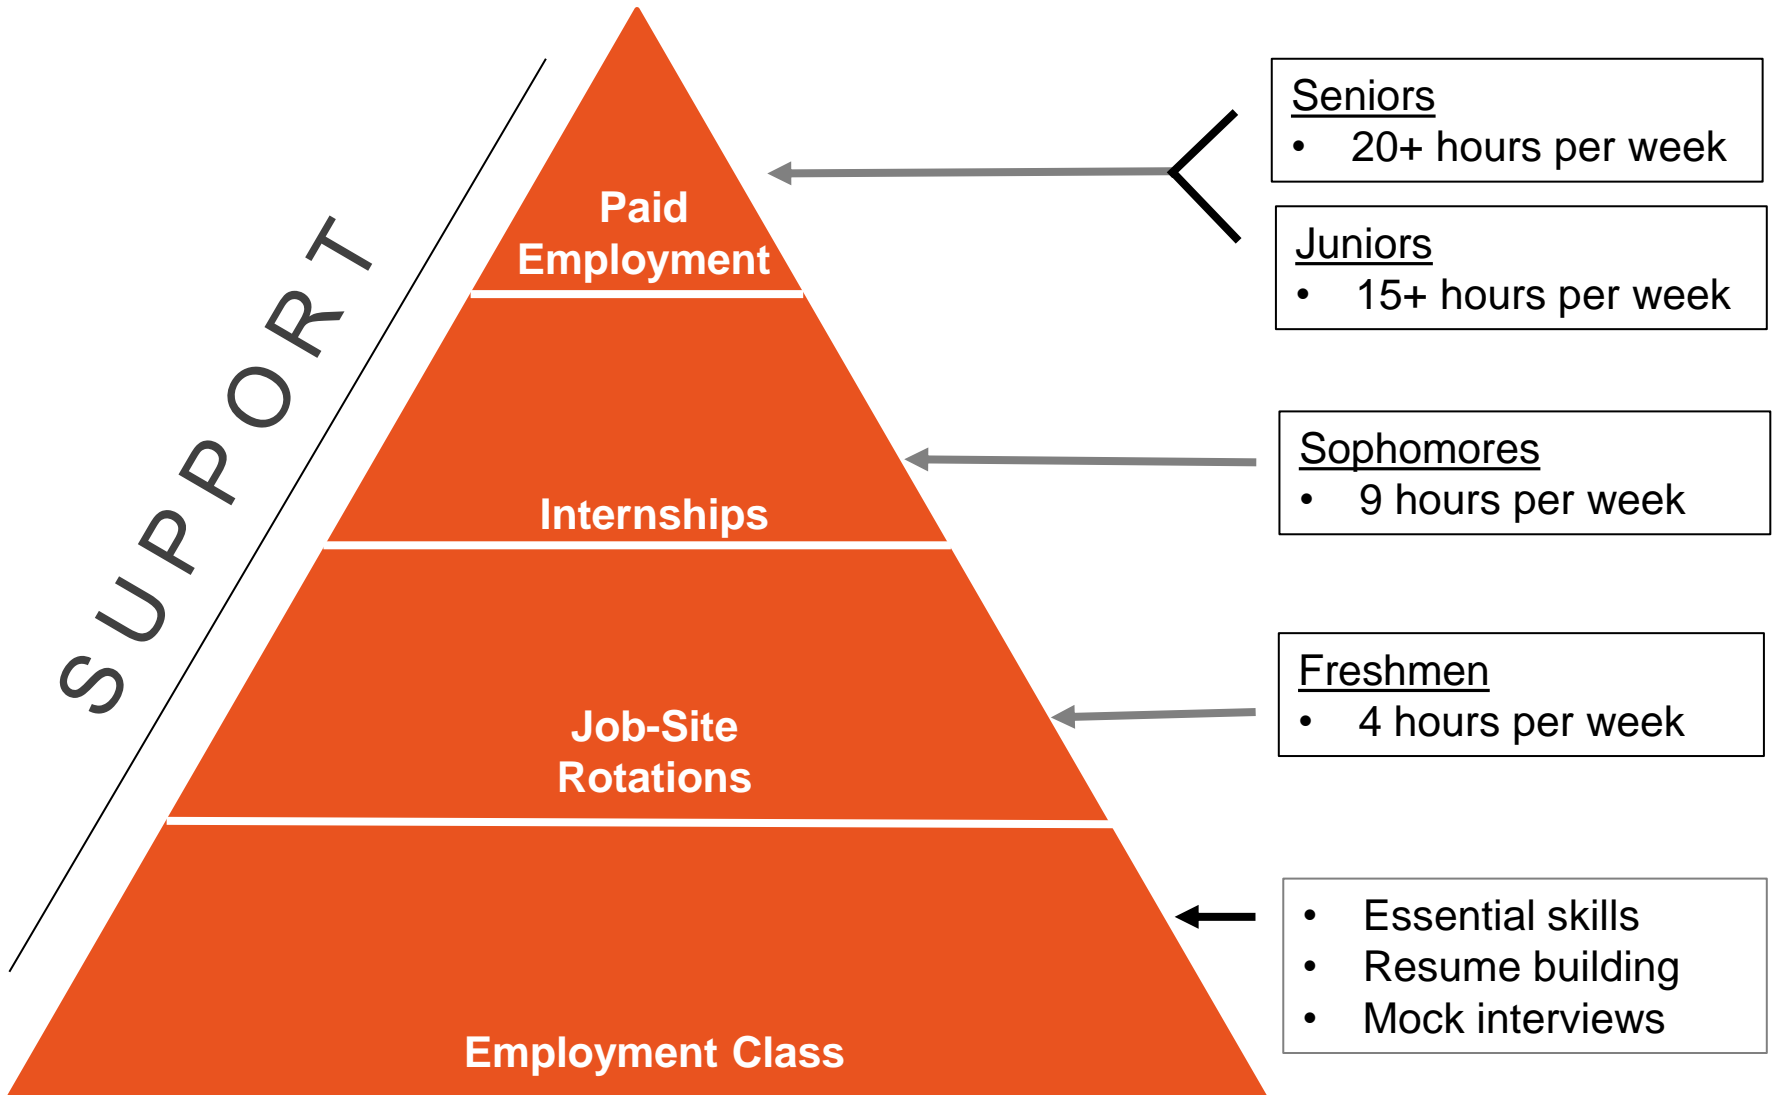 SUPPORT
Paid
Employment
Internships
Job-Site
Rotations
Employment Class
Seniors
• 20+ hours per week
Juniors
• 15+ hours per week
Sophomores
• 9 hours per week
Freshmen
• 4 hours per week
• Essential skills
• Resume building
• Mock interviews